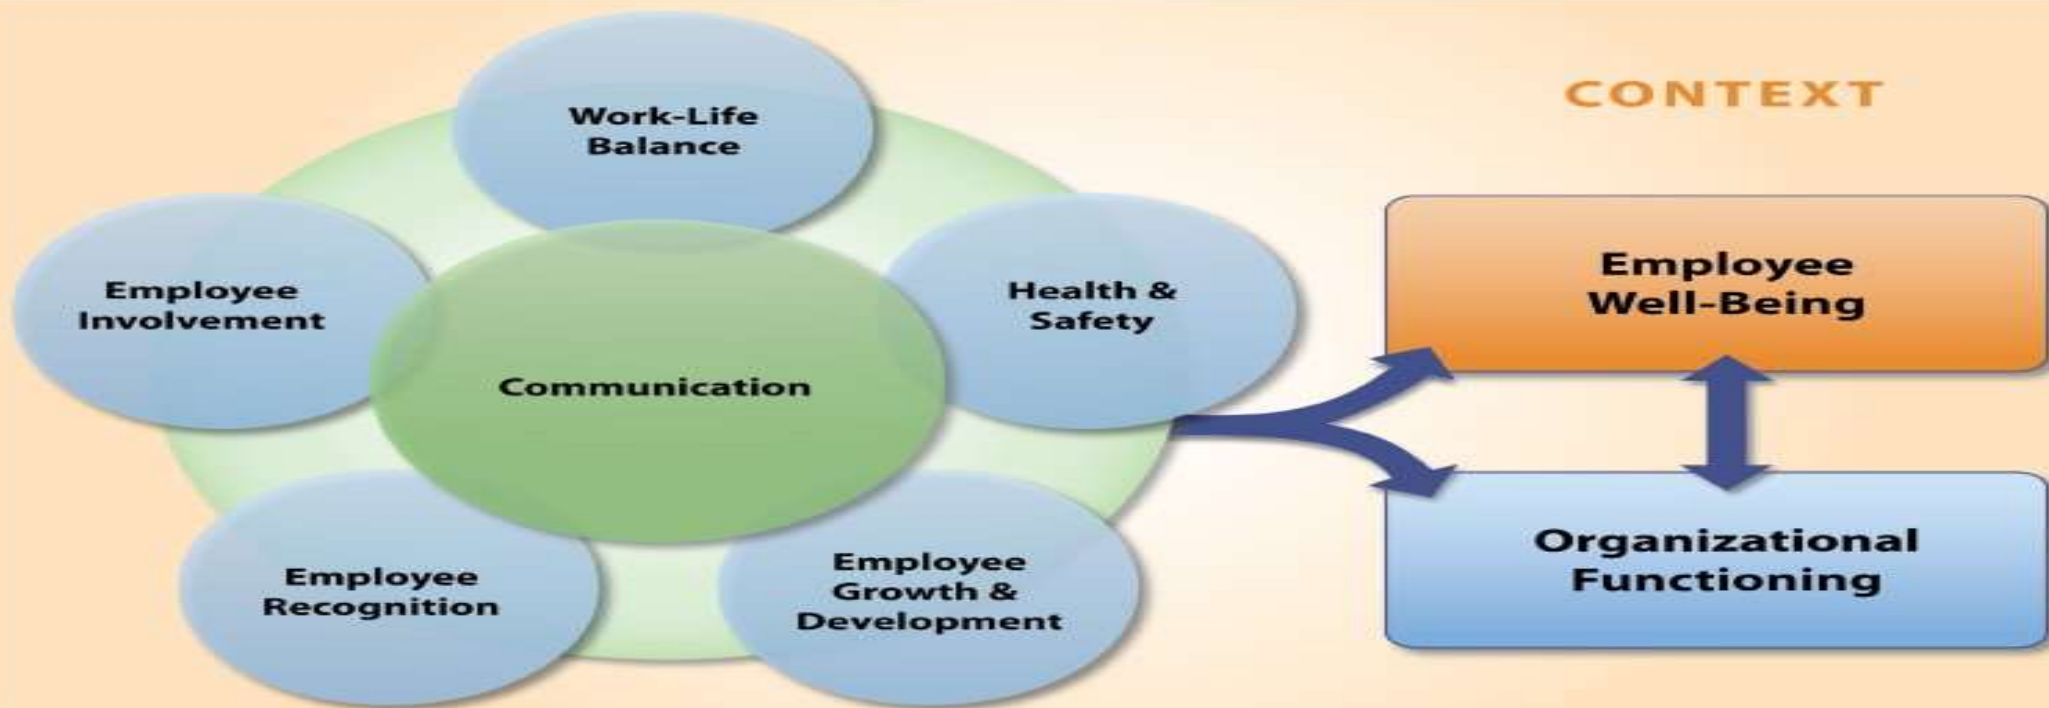 Work-Life
Balance
CONTEXT
Employee
Involvement
Health &
Safety
Employee
Well-Being
Communication
Employee
Recognition
Employee
Growth &
Development
Organizational
Functioning